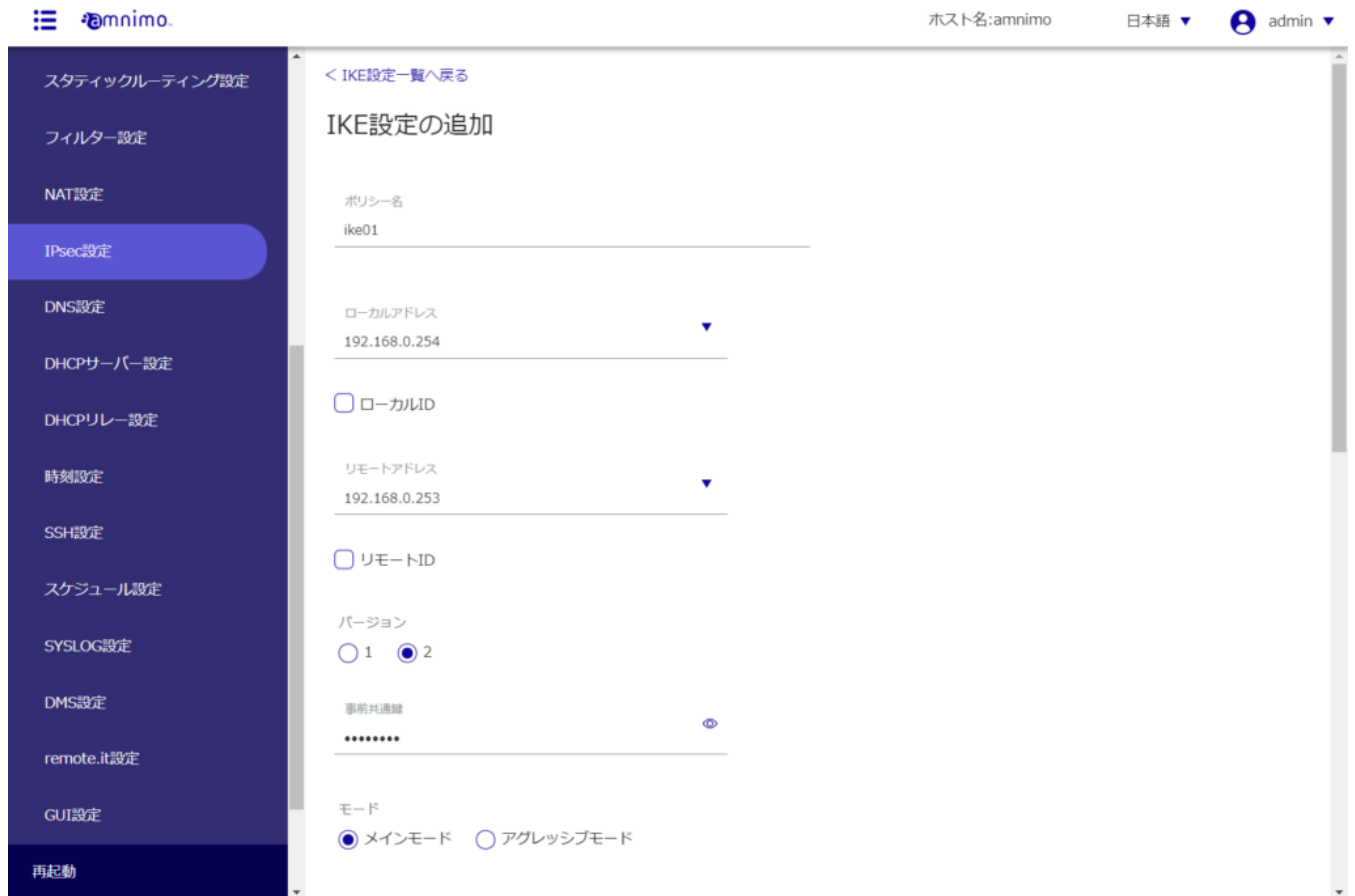 amnimo
ホスト名:amnimo
日本語 ▼
admin ▼
スタティックルーティング設定
フィルター設定
NAT設定
IPsec設定
DNS設定
DHCPサーバー設定
DHCPリレー設定
時刻設定
SSH設定
スケジュール設定
SYSLOG設定
DMS設定
remote.it設定
GUI設定
再起動
< IKE設定一覧へ戻る
IKE設定の追加
ポリシー名
ike01
ローカルアドレス
192.168.0.254
ローカルID
リモートアドレス
192.168.0.253
リモートID
バージョン
1 2
事前共通鍵
••••••••
モード
メインモード アグレッシブモード